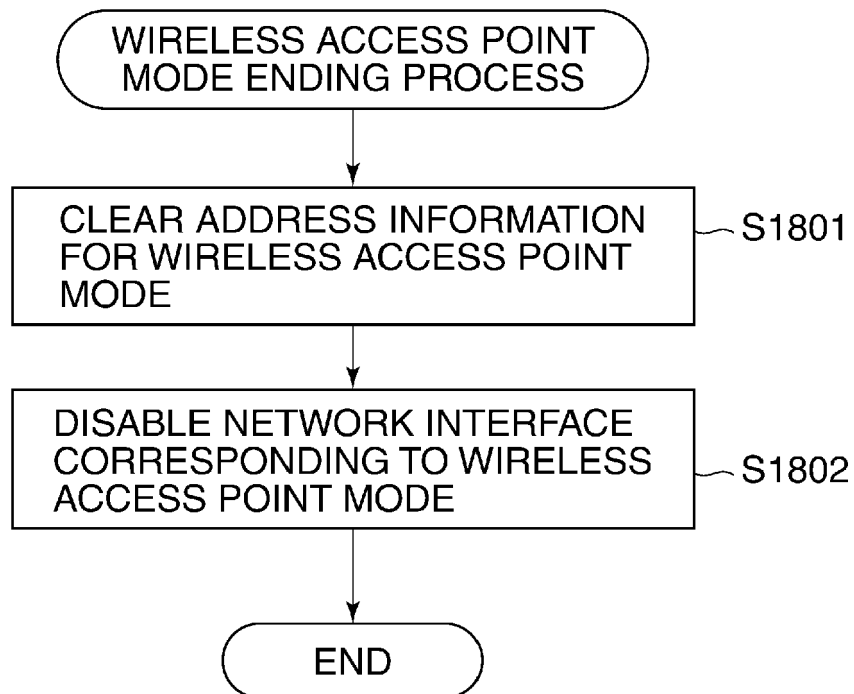 WIRELESS ACCESS POINT
MODE ENDING PROCESS
CLEAR ADDRESS INFORMATION
FOR WIRELESS ACCESS POINT
MODE
S1801
DISABLE NETWORK INTERFACE
CORRESPONDING TO WIRELESS
ACCESS POINT MODE
S1802
END